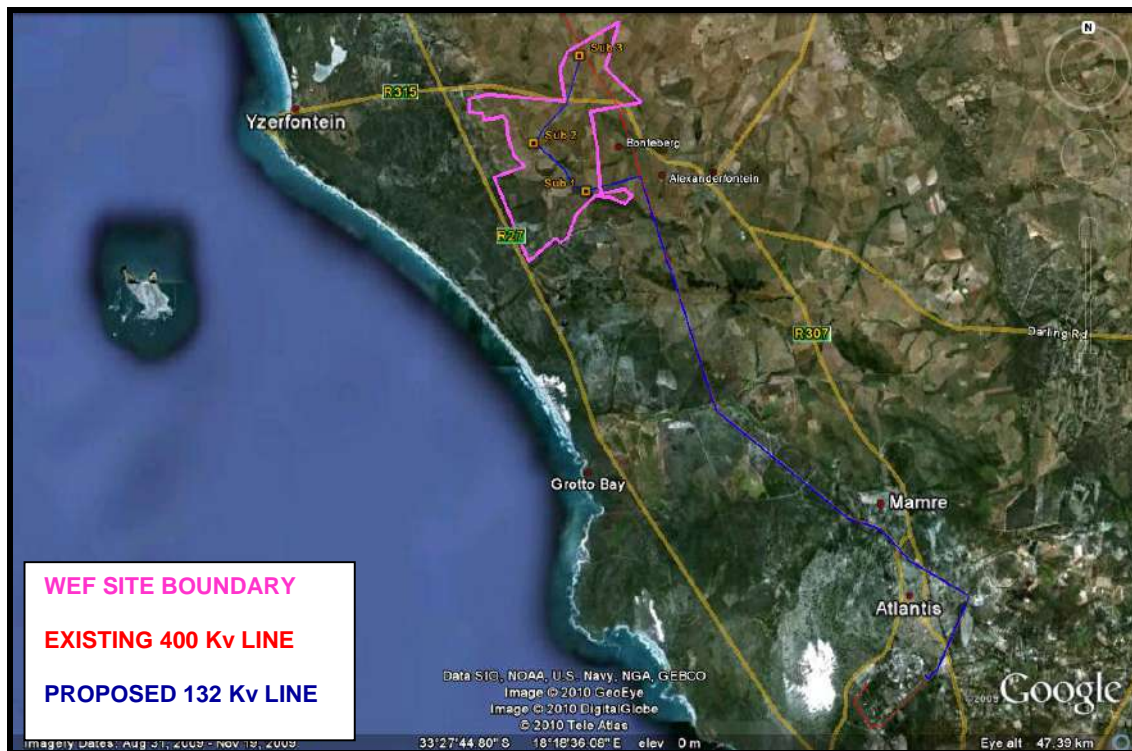 N
Sub 3
R315
Yzerfontein
Sub 2
Bonteberg
Sub 1
Alexanderfontein
R27
R307
Darling Rd
Grotto Bay
Mamre
Atlantis
WEF SITE BOUNDARY
EXISTING 400 Kv LINE
PROPOSED 132 Kv LINE
Data SIO, NOAA, U.S. Navy, NGA, GEBCO
Image © 2010 GeoEye
Image © 2010 DigitalGlobe
© 2010 Tele Atlas
©2009 Google
Imagery Dates: Aug 31, 2009 - Nov 19, 2009
33°27'44.80" S 18°18'36.08" E elev 0 m
Eye alt 47.39 km